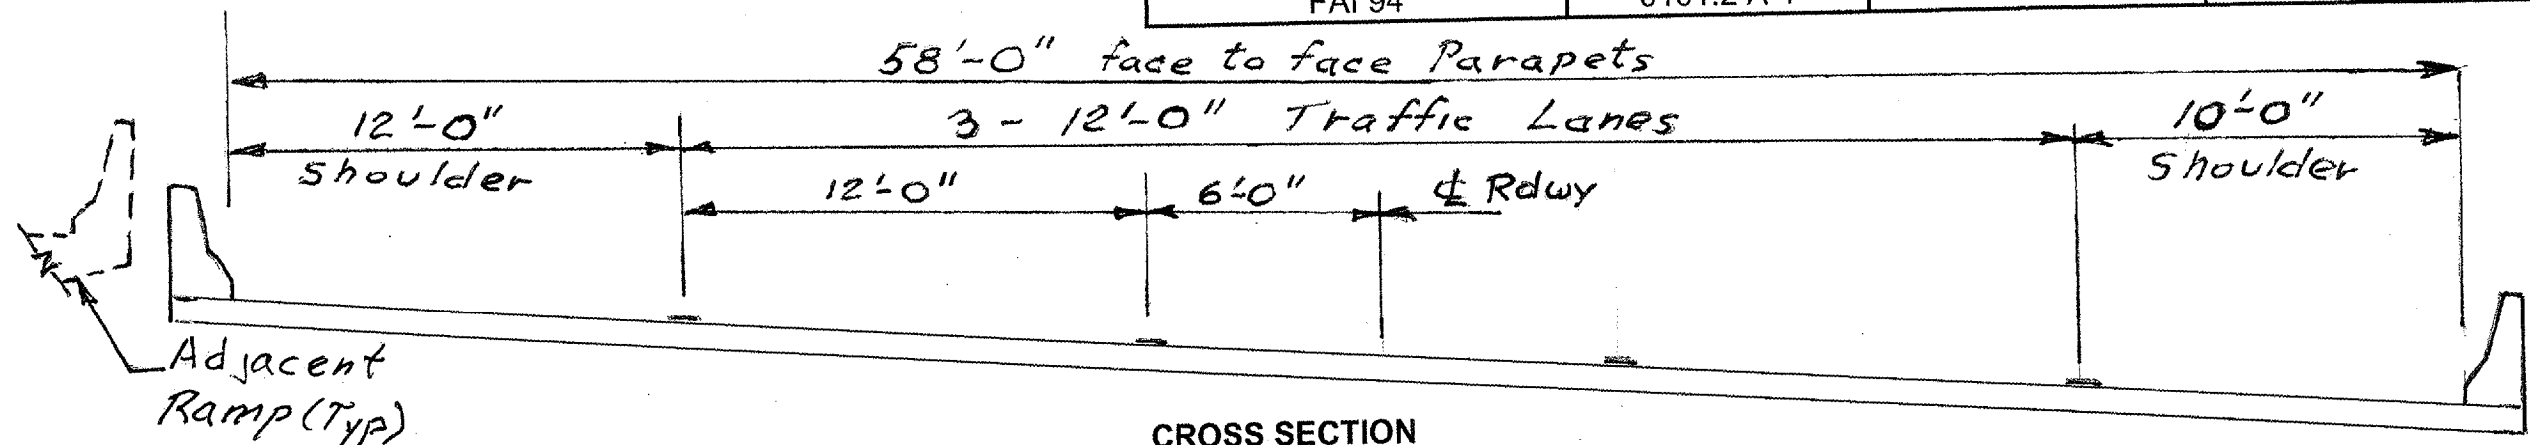 FAI 94
58'-0" face to face Parapets
12'-0" 3 - 12'-0" Traffic Lanes 10'-0"
Shoulder Shoulder
12'-0" 6'-0" ℄ Rdwy
Adjacent
Ramp (Typ)
CROSS SECTION